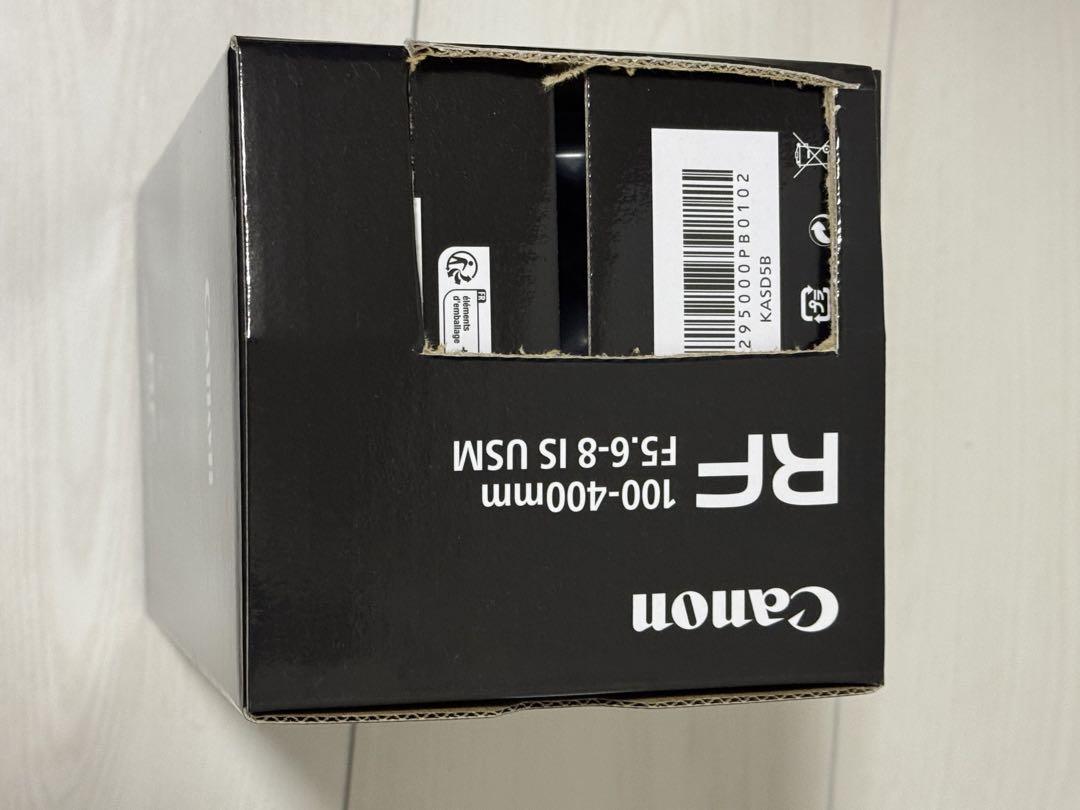 Canon
RF
100-400mm
F5.6-8 IS USM
295000PB0102
KASD5B
FR
éléments
d'emballage